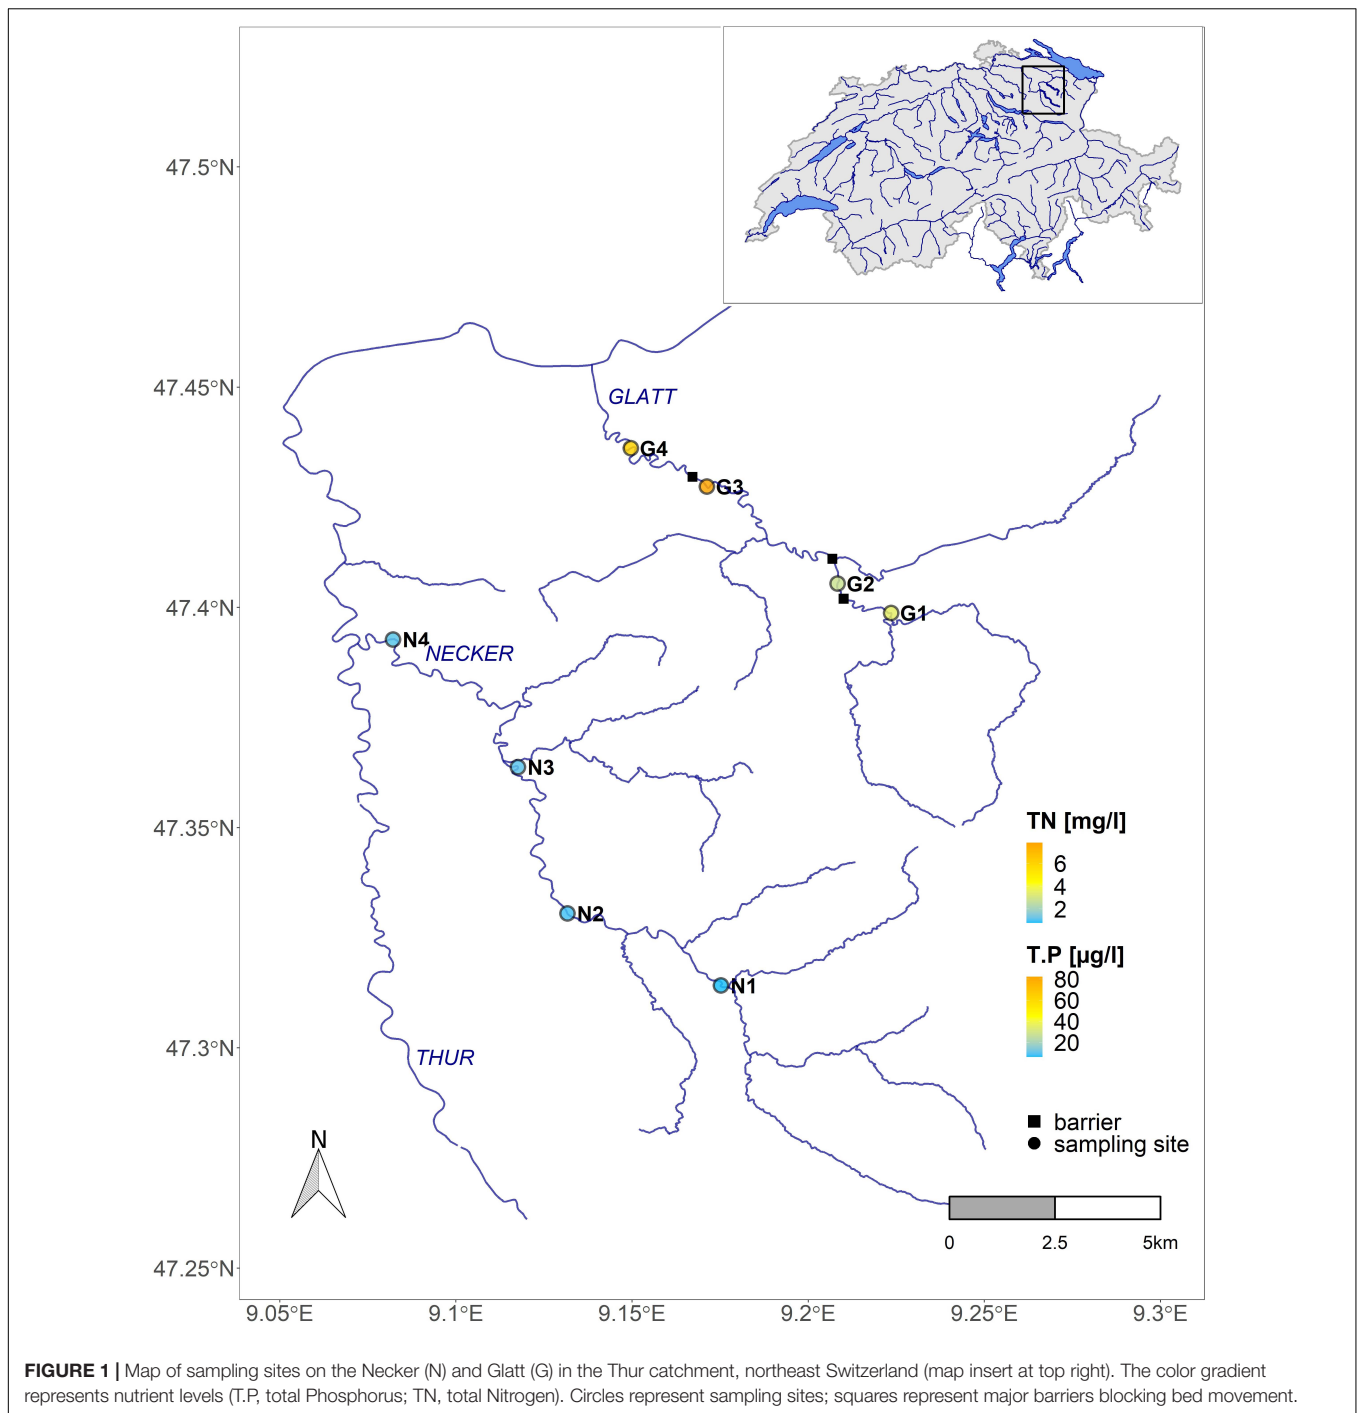 47.5°N
47.45°N
GLATT
G4
G3
G2
47.4°N
G1
N4
NECKER
N3
TN [mg/l]
47.35°N
6
4
2
N2
T.P [µg/l]
80
60
40
20
N1
47.3°N
THUR
barrier
sampling site
N
0
2.5
5km
47.25°N
9.05°E
9.1°E
9.15°E
9.2°E
9.25°E
9.3°E
FIGURE 1 | Map of sampling sites on the Necker (N) and Glatt (G) in the Thur catchment, northeast Switzerland (map insert at top right). The color gradient
represents nutrient levels (T.P, total Phosphorus; TN, total Nitrogen). Circles represent sampling sites; squares represent major barriers blocking bed movement.